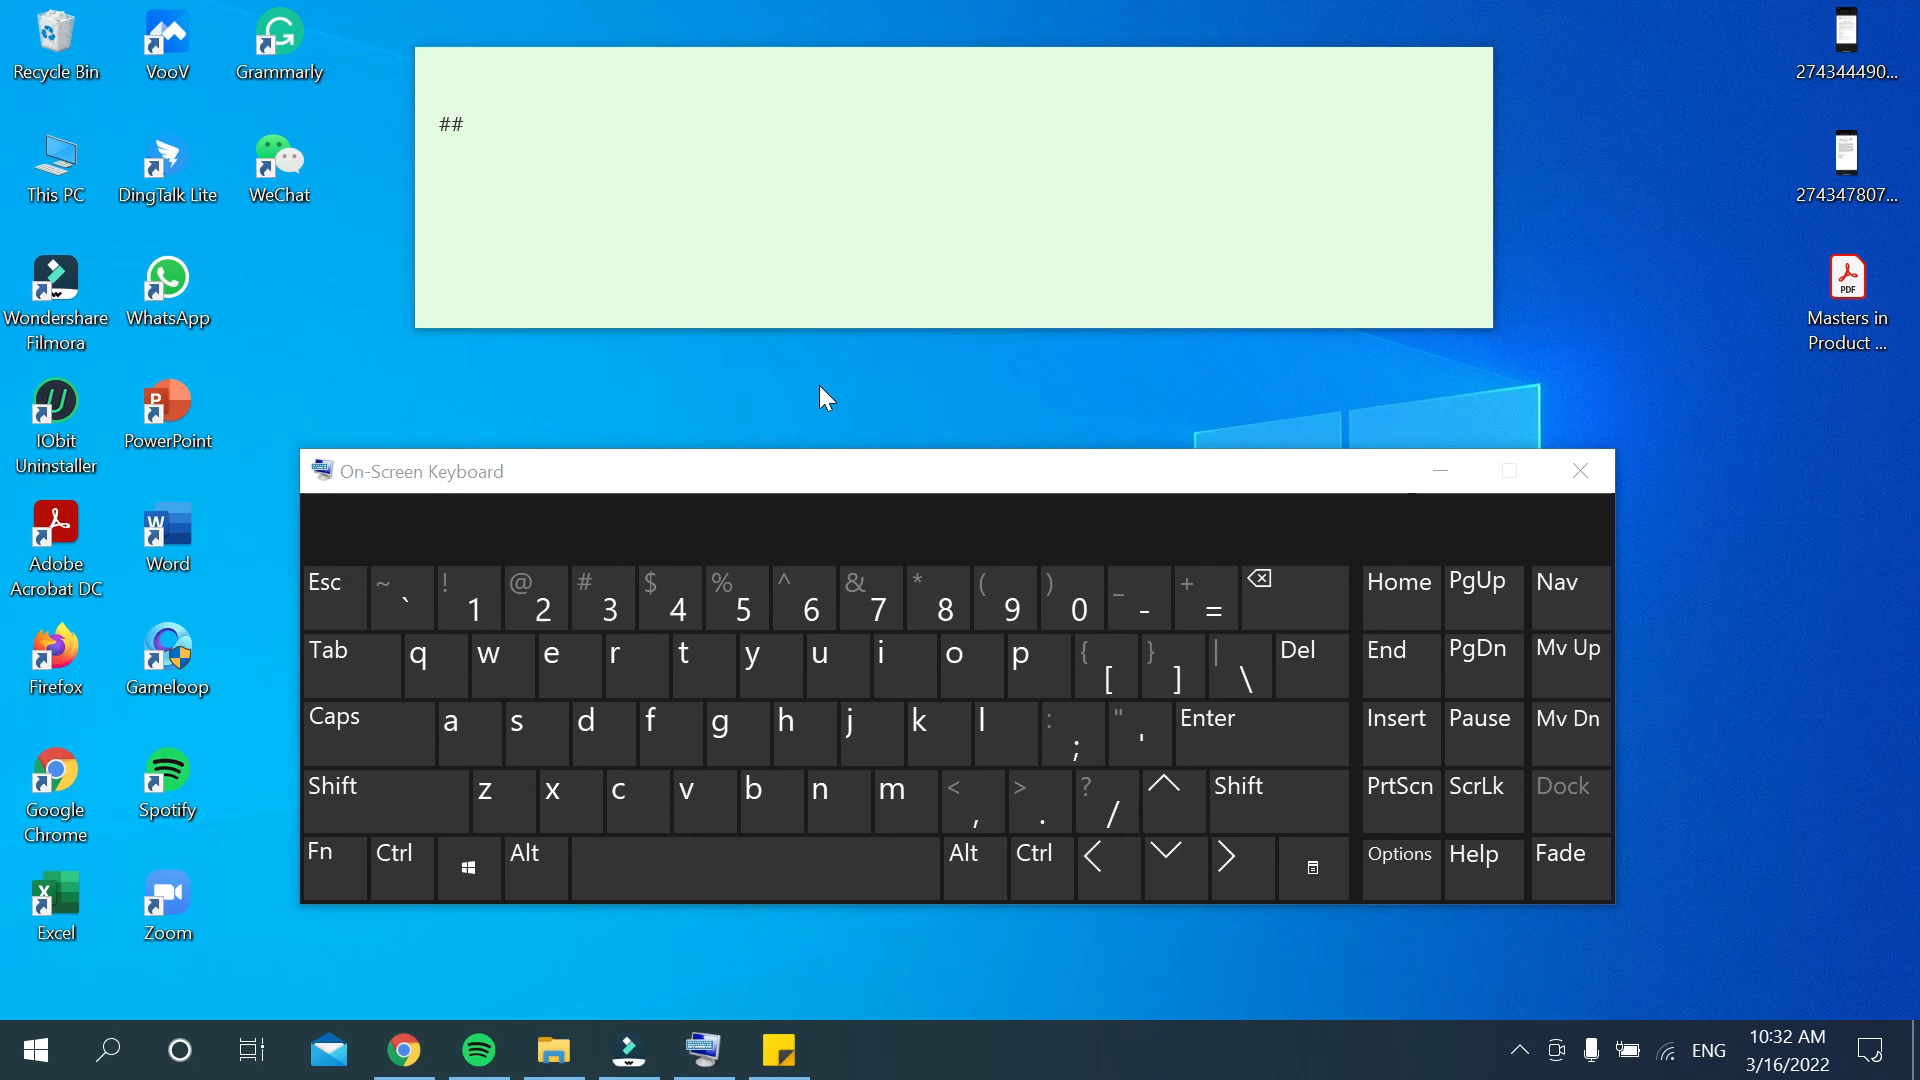 Recycle Bin
VooV
Grammarly
This PC
DingTalk Lite
WeChat
Wondershare
Filmora
WhatsApp
IObit
Uninstaller
PowerPoint
Adobe
Acrobat DC
Word
Firefox
Gameloop
Google
Chrome
Spotify
Excel
Zoom
##
274344490...
274347807...
PDF
Masters in
Product ...
On-Screen Keyboard
Esc ~ ` ! 1 @ 2 # 3 $ 4 % 5 ^ 6 & 7 * 8 ( 9 ) 0 _ - + = Home PgUp Nav
Tab q w e r t y u i o p { [ } ] | \ Del End PgDn Mv Up
Caps a s d f g h j k l : ; " ' Enter Insert Pause Mv Dn
Shift z x c v b n m < , > . ? / Shift PrtScn ScrLk Dock
Fn Ctrl Alt Alt Ctrl Options Help Fade
ENG
10:32 AM
3/16/2022